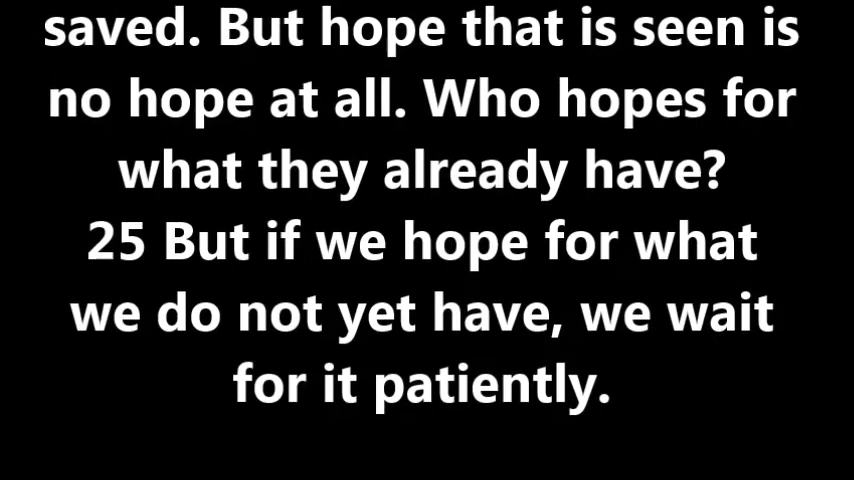 saved. But hope that is seen is
no hope at all. Who hopes for
what they already have?
25 But if we hope for what
we do not yet have, we wait
for it patiently.